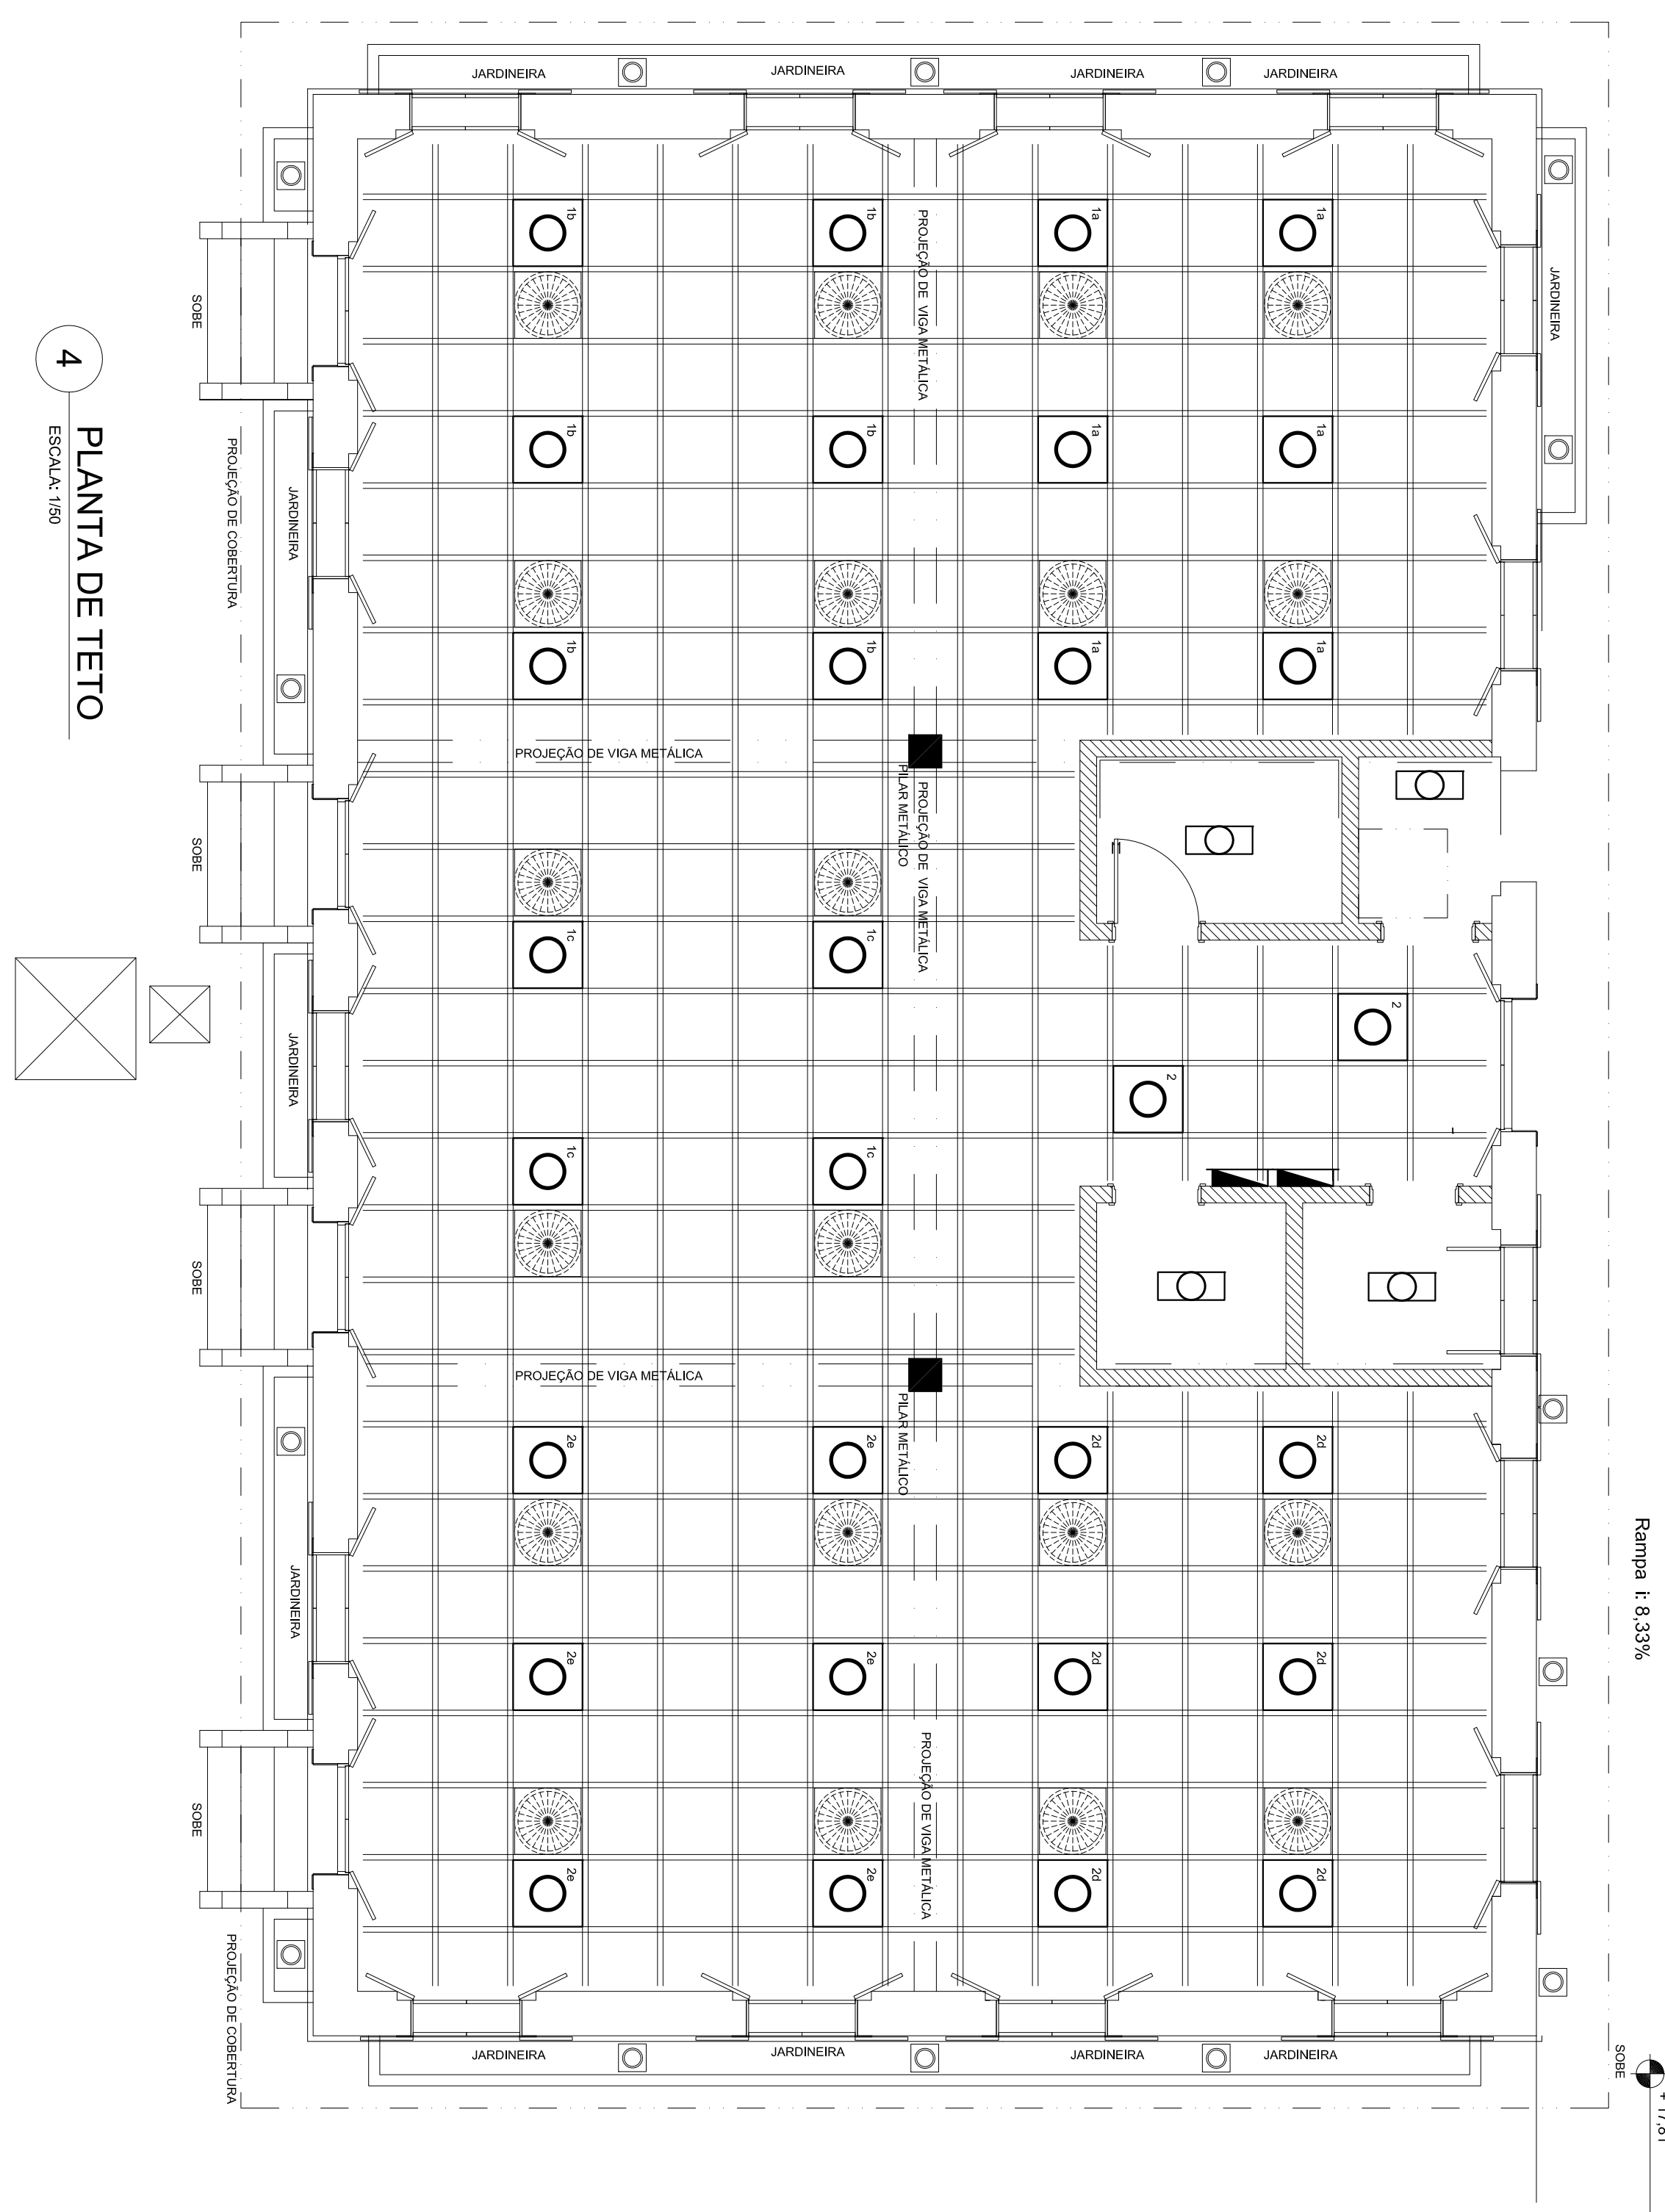 JARDINEIRA
JARDINEIRA
JARDINEIRA
JARDINEIRA
JARDINEIRA
1b
1b
1a
1a
PROJEÇÃO DE VIGA METÁLICA
SOBE
4
PLANTA DE TETO
ESCALA: 1/50
PROJEÇÃO DE COBERTURA
JARDINEIRA
1b
1b
1a
1a
1b
1b
1a
1a
PROJEÇÃO DE VIGA METÁLICA
PILAR METÁLICO
PROJEÇÃO DE VIGA METÁLICA
SOBE
1c
1c
2
2
JARDINEIRA
1c
1c
SOBE
PROJEÇÃO DE VIGA METÁLICA
PILAR METÁLICO
2e
2e
2d
2d
Rampa i: 8,33%
JARDINEIRA
2e
2e
2d
2d
PROJEÇÃO DE VIGA METÁLICA
SOBE
2e
2e
2d
2d
PROJEÇÃO DE COBERTURA
JARDINEIRA
JARDINEIRA
JARDINEIRA
JARDINEIRA
SOBE